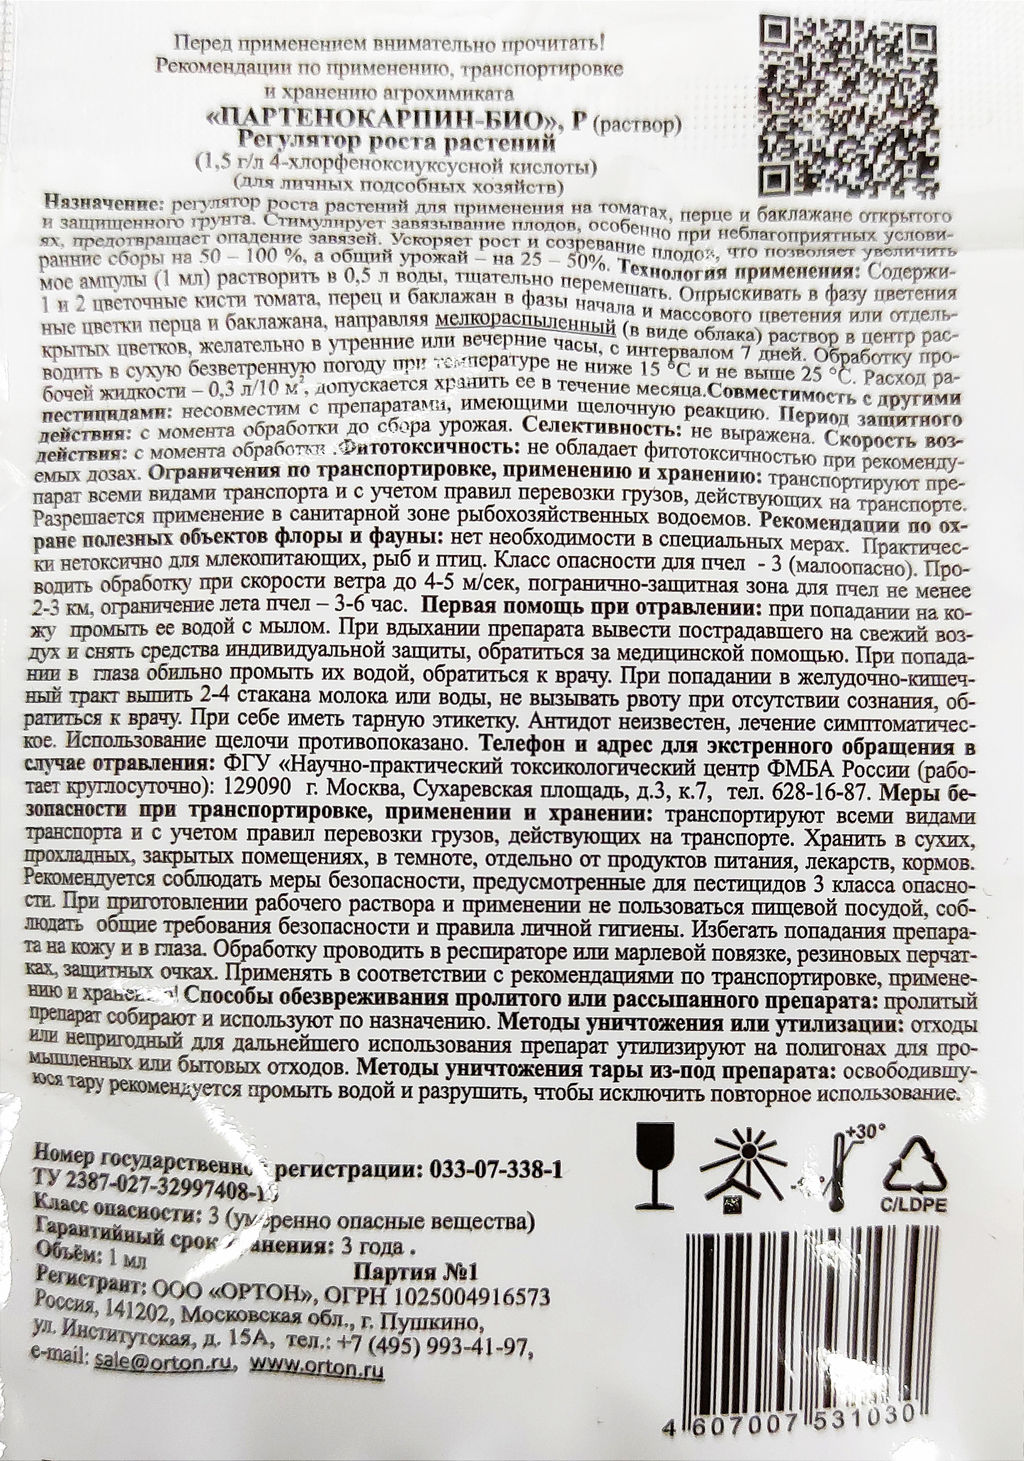 Перед применением внимательно прочитать!
Рекомендации по применению, транспортировке
и хранению агрохимиката
«ПАРТЕНОКАРПИН-БИО», Р (раствор)
Регулятор роста растений
(1,5 г/л 4-хлорфеноксиуксусной кислоты)
(для личных подсобных хозяйств)
Назначение: регулятор роста растений для применения на томатах, перце и баклажане открытого
и защищенного грунта. Стимулирует завязывание плодов, особенно при неблагоприятных услови-
ях, предотвращает опадение завязей. Ускоряет рост и созревание плодов, что позволяет увеличить
ранние сборы на 50 – 100 %, а общий урожай – на 25 – 50%. Технология применения: Содержи-
мое ампулы (1 мл) растворить в 0,5 л воды, тщательно перемешать. Опрыскивать в фазу цветения
1 и 2 цветочные кисти томата, перец и баклажан в фазы начала и массового цветения или отдель-
ные цветки перца и баклажана, направляя мелкораспыленный (в виде облака) раствор в центр рас-
крытых цветков, желательно в утренние или вечерние часы, с интервалом 7 дней. Обработку про-
водить в сухую безветренную погоду при температуре не ниже 15 °С и не выше 25 °С. Расход ра-
бочей жидкости – 0,3 л/10 м², допускается хранить ее в течение месяца.Совместимость с другими
пестицидами: несовместим с препаратами, имеющими щелочную реакцию. Период защитного
действия: с момента обработки до сбора урожая. Селективность: не выражена. Скорость воз-
действия: с момента обработки .Фитотоксичность: не обладает фитотоксичностью при рекоменду-
емых дозах. Ограничения по транспортировке, применению и хранению: транспортируют пре-
парат всеми видами транспорта и с учетом правил перевозки грузов, действующих на транспорте.
Разрешается применение в санитарной зоне рыбохозяйственных водоемов. Рекомендации по ох-
ране полезных объектов флоры и фауны: нет необходимости в специальных мерах. Практичес-
ки нетоксично для млекопитающих, рыб и птиц. Класс опасности для пчел - 3 (малоопасно). Про-
водить обработку при скорости ветра до 4-5 м/сек, погранично-защитная зона для пчел не менее
2-3 км, ограничение лета пчел – 3-6 час. Первая помощь при отравлении: при попадании на ко-
жу промыть ее водой с мылом. При вдыхании препарата вывести пострадавшего на свежий воз-
дух и снять средства индивидуальной защиты, обратиться за медицинской помощью. При попада-
нии в глаза обильно промыть их водой, обратиться к врачу. При попадании в желудочно-кишеч-
ный тракт выпить 2-4 стакана молока или воды, не вызывать рвоту при отсутствии сознания, об-
ратиться к врачу. При себе иметь тарную этикетку. Антидот неизвестен, лечение симптоматичес-
кое. Использование щелочи противопоказано. Телефон и адрес для экстренного обращения в
случае отравления: ФГУ «Научно-практический токсикологический центр ФМБА России (рабо-
тает круглосуточно): 129090 г. Москва, Сухаревская площадь, д.3, к.7, тел. 628-16-87. Меры бе-
зопасности при транспортировке, применении и хранении: транспортируют всеми видами
транспорта и с учетом правил перевозки грузов, действующих на транспорте. Хранить в сухих,
прохладных, закрытых помещениях, в темноте, отдельно от продуктов питания, лекарств, кормов.
Рекомендуется соблюдать меры безопасности, предусмотренные для пестицидов 3 класса опасно-
сти. При приготовлении рабочего раствора и применении не пользоваться пищевой посудой, соб-
людать общие требования безопасности и правила личной гигиены. Избегать попадания препара-
та на кожу и в глаза. Обработку проводить в респираторе или марлевой повязке, резиновых перчат-
ках, защитных очках. Применять в соответствии с рекомендациями по транспортировке, примене-
нию и хранению! Способы обезвреживания пролитого или рассыпанного препарата: пролитый
препарат собирают и используют по назначению. Методы уничтожения или утилизации: отходы
или непригодный для дальнейшего использования препарат утилизируют на полигонах для про-
мышленных или бытовых отходов. Методы уничтожения тары из-под препарата: освободившу-
юся тару рекомендуется промыть водой и разрушить, чтобы исключить повторное использование.
+30°
C/LDPE
Номер государственной регистрации: 033-07-338-1
ТУ 2387-027-32997408-
Класс опасности: 3 (умеренно опасные вещества)
Гарантийный срок хранения: 3 года .
Объём: 1 мл
Партия №1
Регистрант: ООО «ОРТОН», ОГРН 1025004916573
Россия, 141202, Московская обл., г. Пушкино,
ул. Институтская, д. 15А, тел.: +7 (495) 993-41-97,
e-mail: sale@orton.ru, www.orton.ru
4 607007 531030